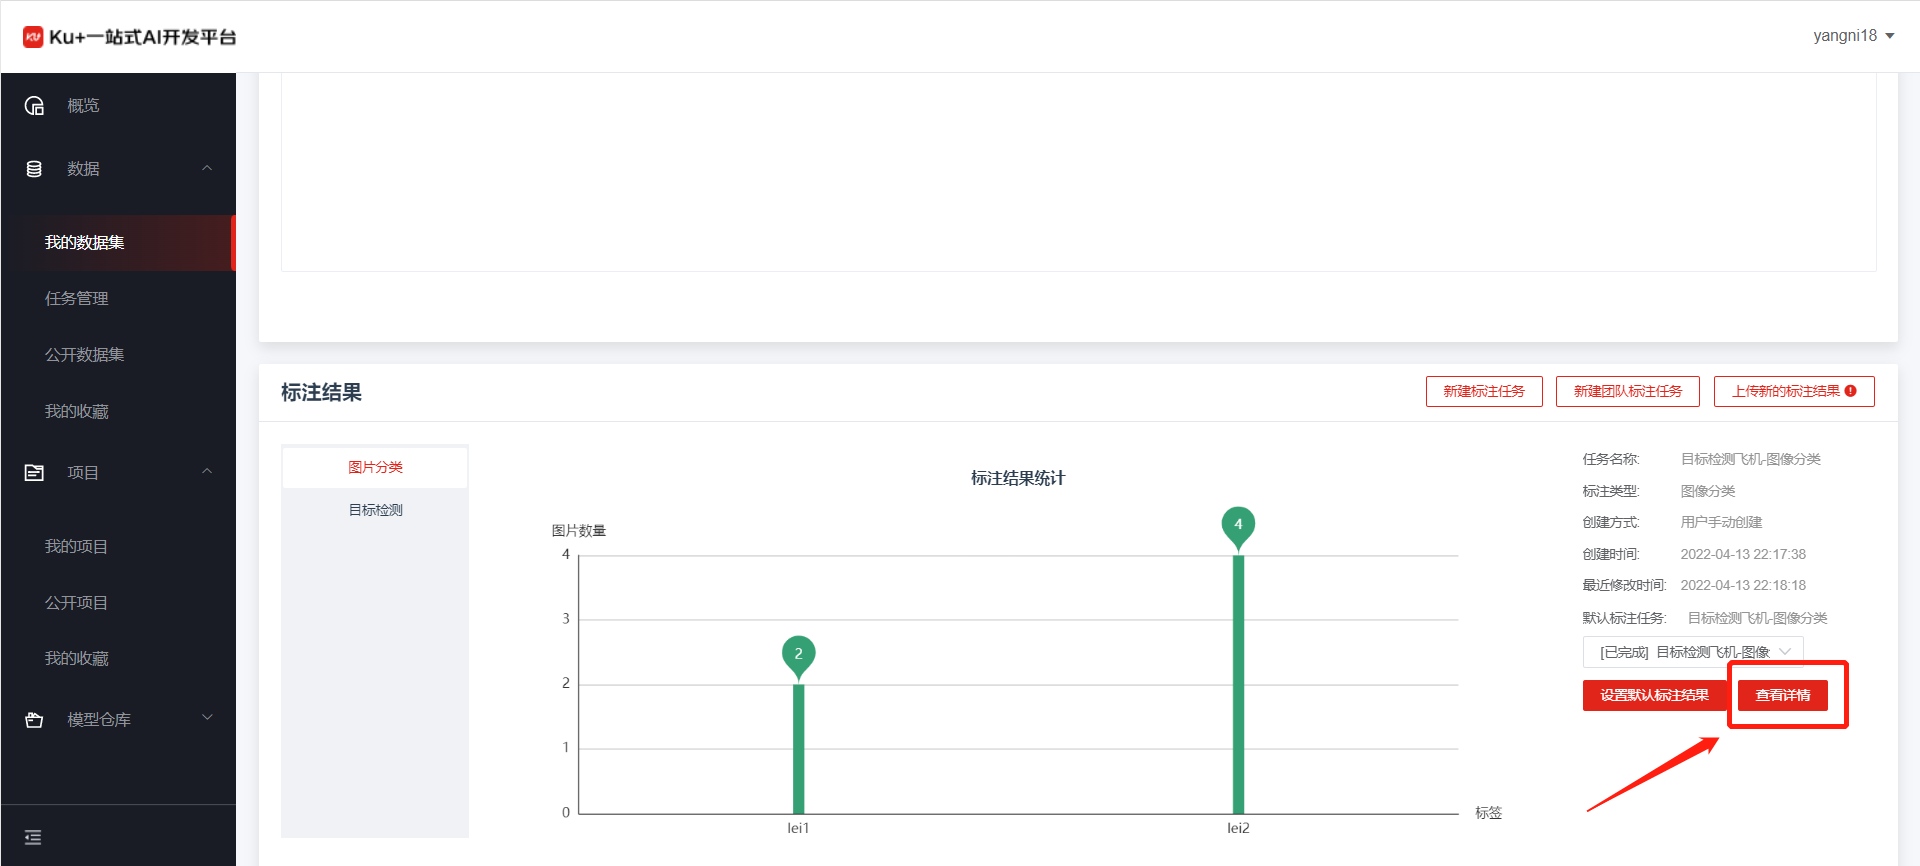 Ku+一站式AI开发平台
yangni18
概览
数据
我的数据集
任务管理
公开数据集
我的收藏
项目
我的项目
公开项目
我的收藏
模型仓库
标注结果
新建标注任务
新建团队标注任务
上传新的标注结果
图片分类
目标检测
标注结果统计
图片数量
4
3
2
1
0
2
4
lei1
lei2
标签
任务名称: 目标检测飞机-图像分类
标注类型: 图像分类
创建方式: 用户手动创建
创建时间: 2022-04-13 22:17:38
最近修改时间: 2022-04-13 22:18:18
默认标注任务: 目标检测飞机-图像分类
[已完成] 目标检测飞机-图像
设置默认标注结果
查看详情